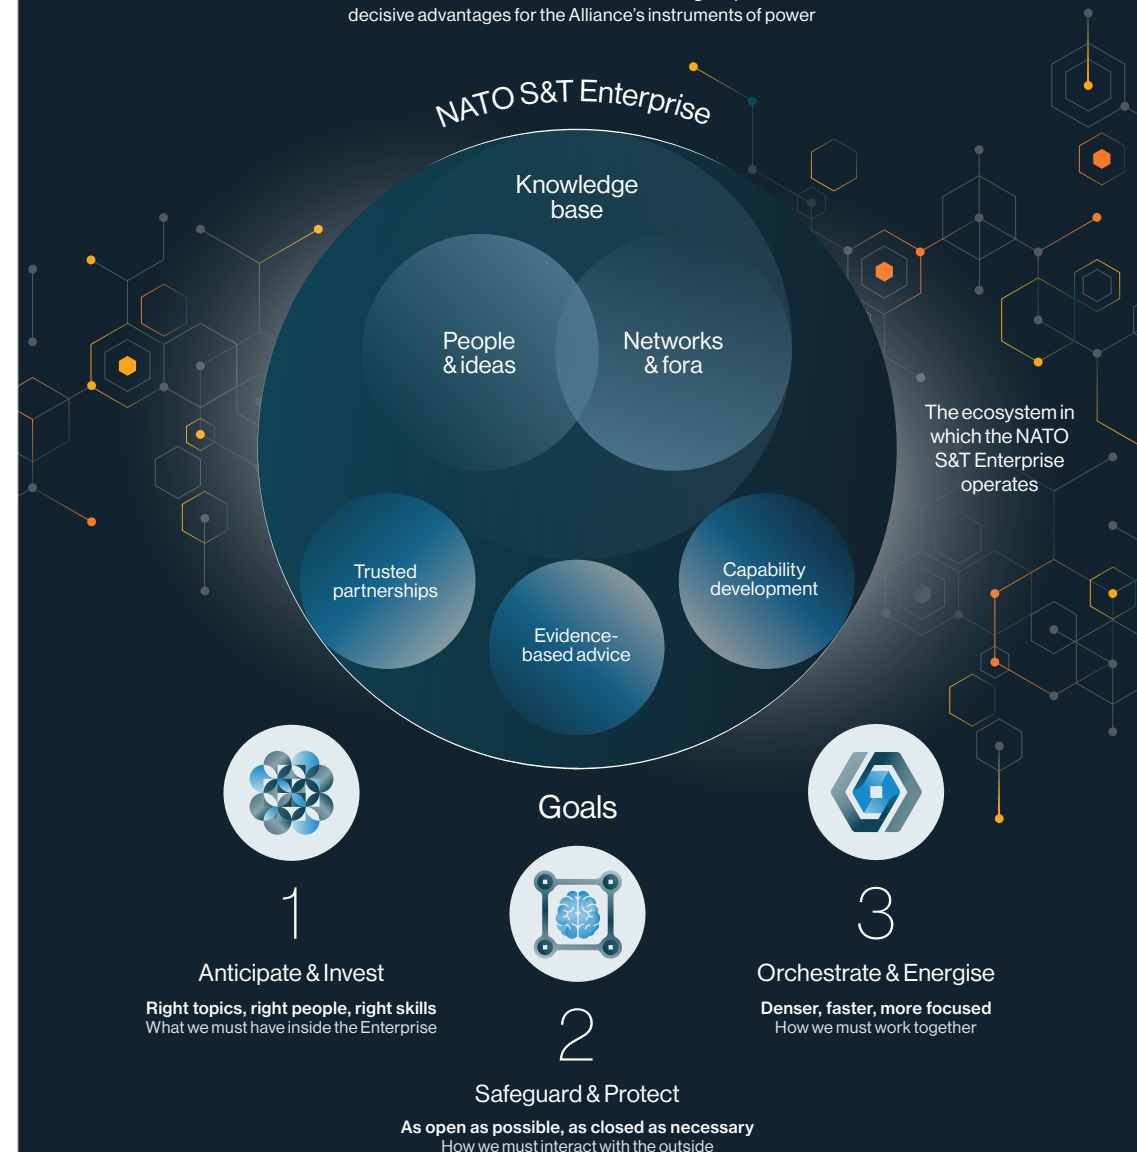 decisive advantages for the Alliance's instruments of power
NATO S&T Enterprise
Knowledge
base
People
& ideas
Networks
& fora
The ecosystem in
which the NATO
S&T Enterprise
operates
Trusted
partnerships
Evidence-
based advice
Capability
development
Goals
1
Anticipate & Invest
Right topics, right people, right skills
What we must have inside the Enterprise
2
Safeguard & Protect
As open as possible, as closed as necessary
How we must interact with the outside
3
Orchestrate & Energise
Denser, faster, more focused
How we must work together